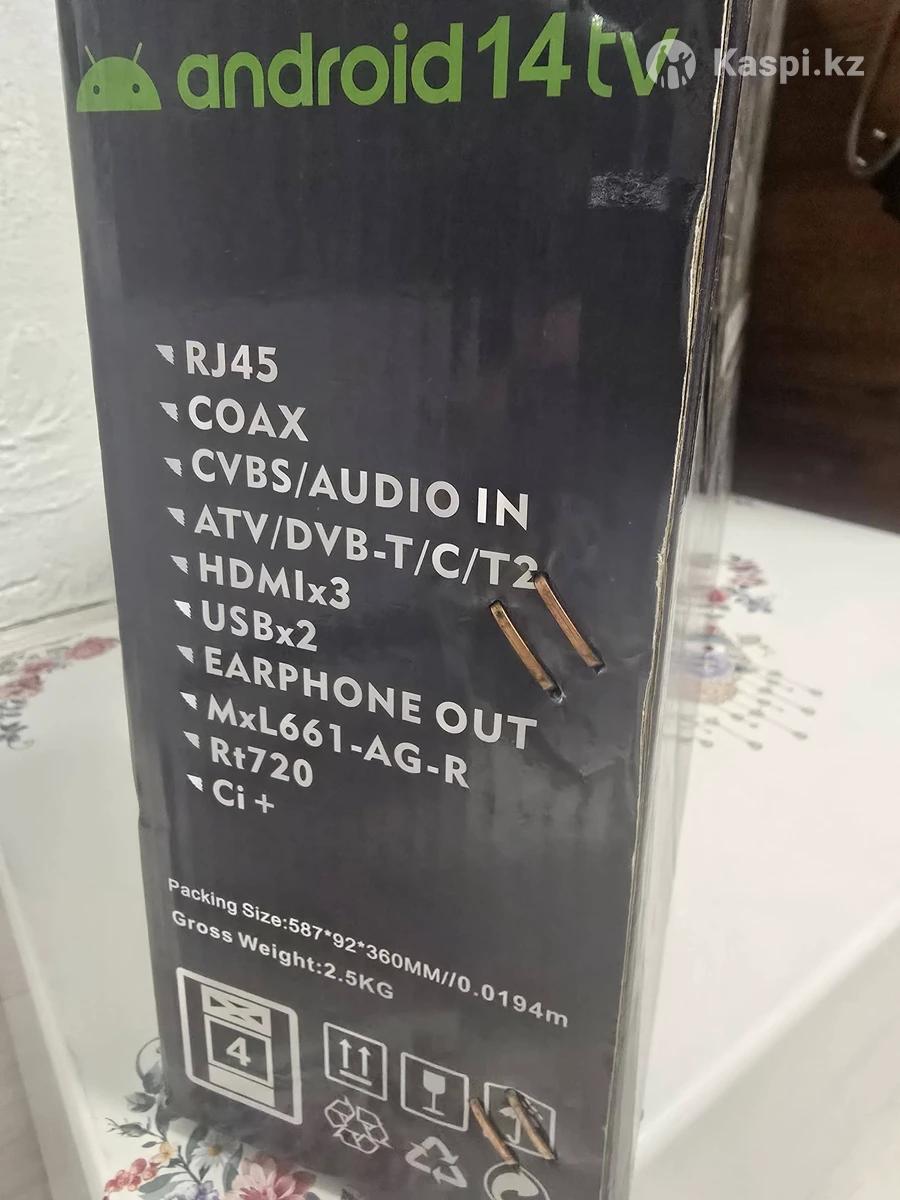 android 14 tv
Kaspi.kz
RJ45
COAX
CVBS/AUDIO IN
ATV/DVB-T/C/T2
HDMIx3
USBx2
EARPHONE OUT
MxL661-AG-R
Rt720
Ci +
Packing Size:587*92*360MM//0.0194m
Gross Weight:2.5KG
4